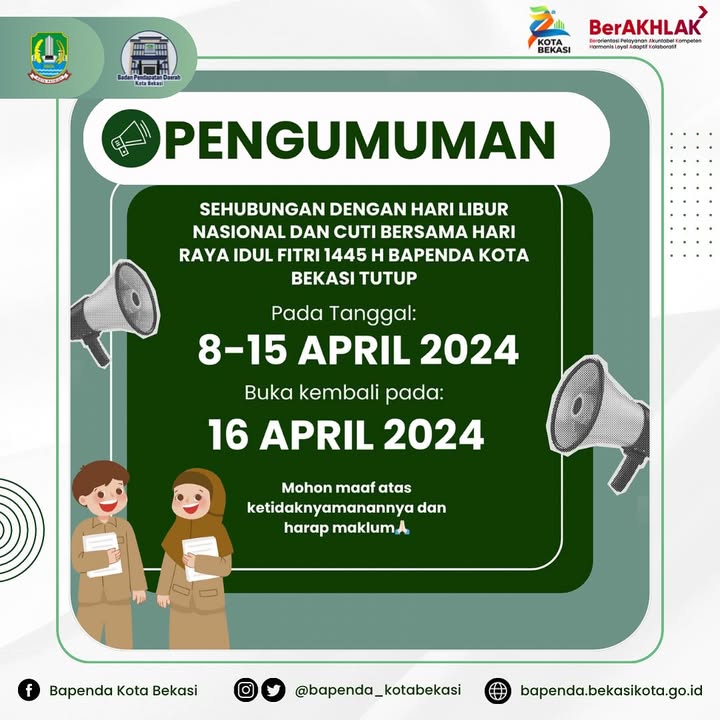 Badan Pendapatan Daerah
Kota Bekasi
KOTA
BEKASI
BerAKHLAK
Berorientasi Pelayanan Akuntabel Kompeten
Harmonis Loyal Adaptif Kolaboratif
PENGUMUMAN
SEHUBUNGAN DENGAN HARI LIBUR
NASIONAL DAN CUTI BERSAMA HARI
RAYA IDUL FITRI 1445 H BAPENDA KOTA
BEKASI TUTUP
Pada Tanggal:
8-15 APRIL 2024
Buka kembali pada:
16 APRIL 2024
Mohon maaf atas
ketidaknyamanannya dan
harap maklum🙏🏻
Bapenda Kota Bekasi
@bapenda_kotabekasi
bapenda.bekasikota.go.id